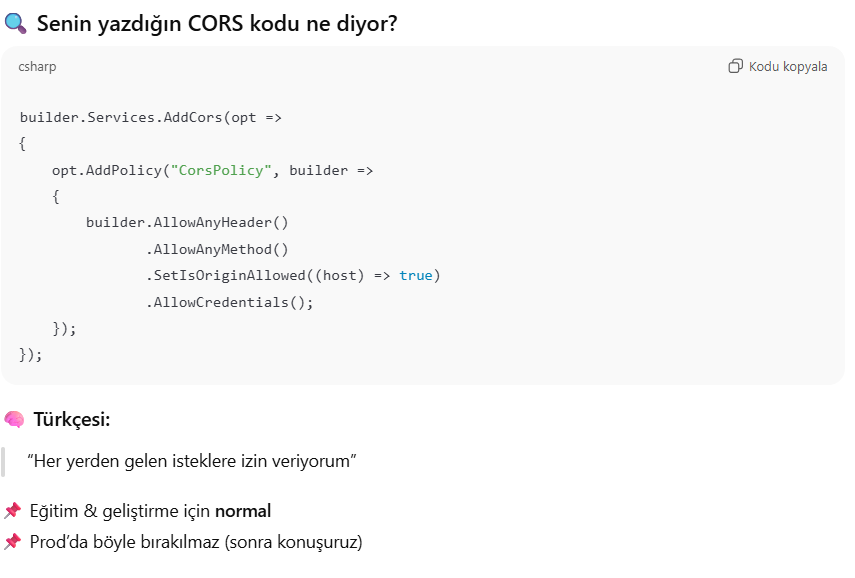 🔍 Senin yazdığın CORS kodu ne diyor?
csharp
Kodu kopyala
builder.Services.AddCors(opt =>
{
    opt.AddPolicy("CorsPolicy", builder =>
    {
        builder.AllowAnyHeader()
               .AllowAnyMethod()
               .SetIsOriginAllowed((host) => true)
               .AllowCredentials();
    });
});
🧠 Türkçesi:
“Her yerden gelen isteklere izin veriyorum”
📌 Eğitim & geliştirme için normal
📌 Prod’da böyle bırakılmaz (sonra konuşuruz)